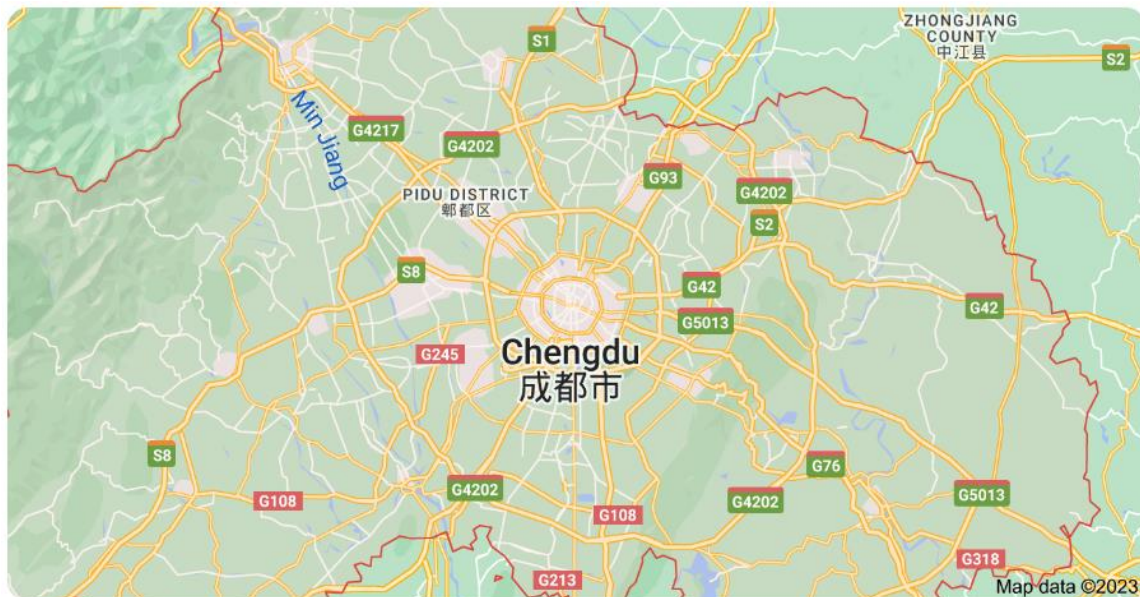 ZHONGJIANG
COUNTY
中江县
S1
S2
Min Jiang
G4217
G4202
G93
PIDU DISTRICT
郫都区
G4202
S2
S8
G42
G42
G5013
G245
Chengdu
成都市
S8
G76
G4202
G108
G4202
G108
G5013
G318
G213
Map data ©2023